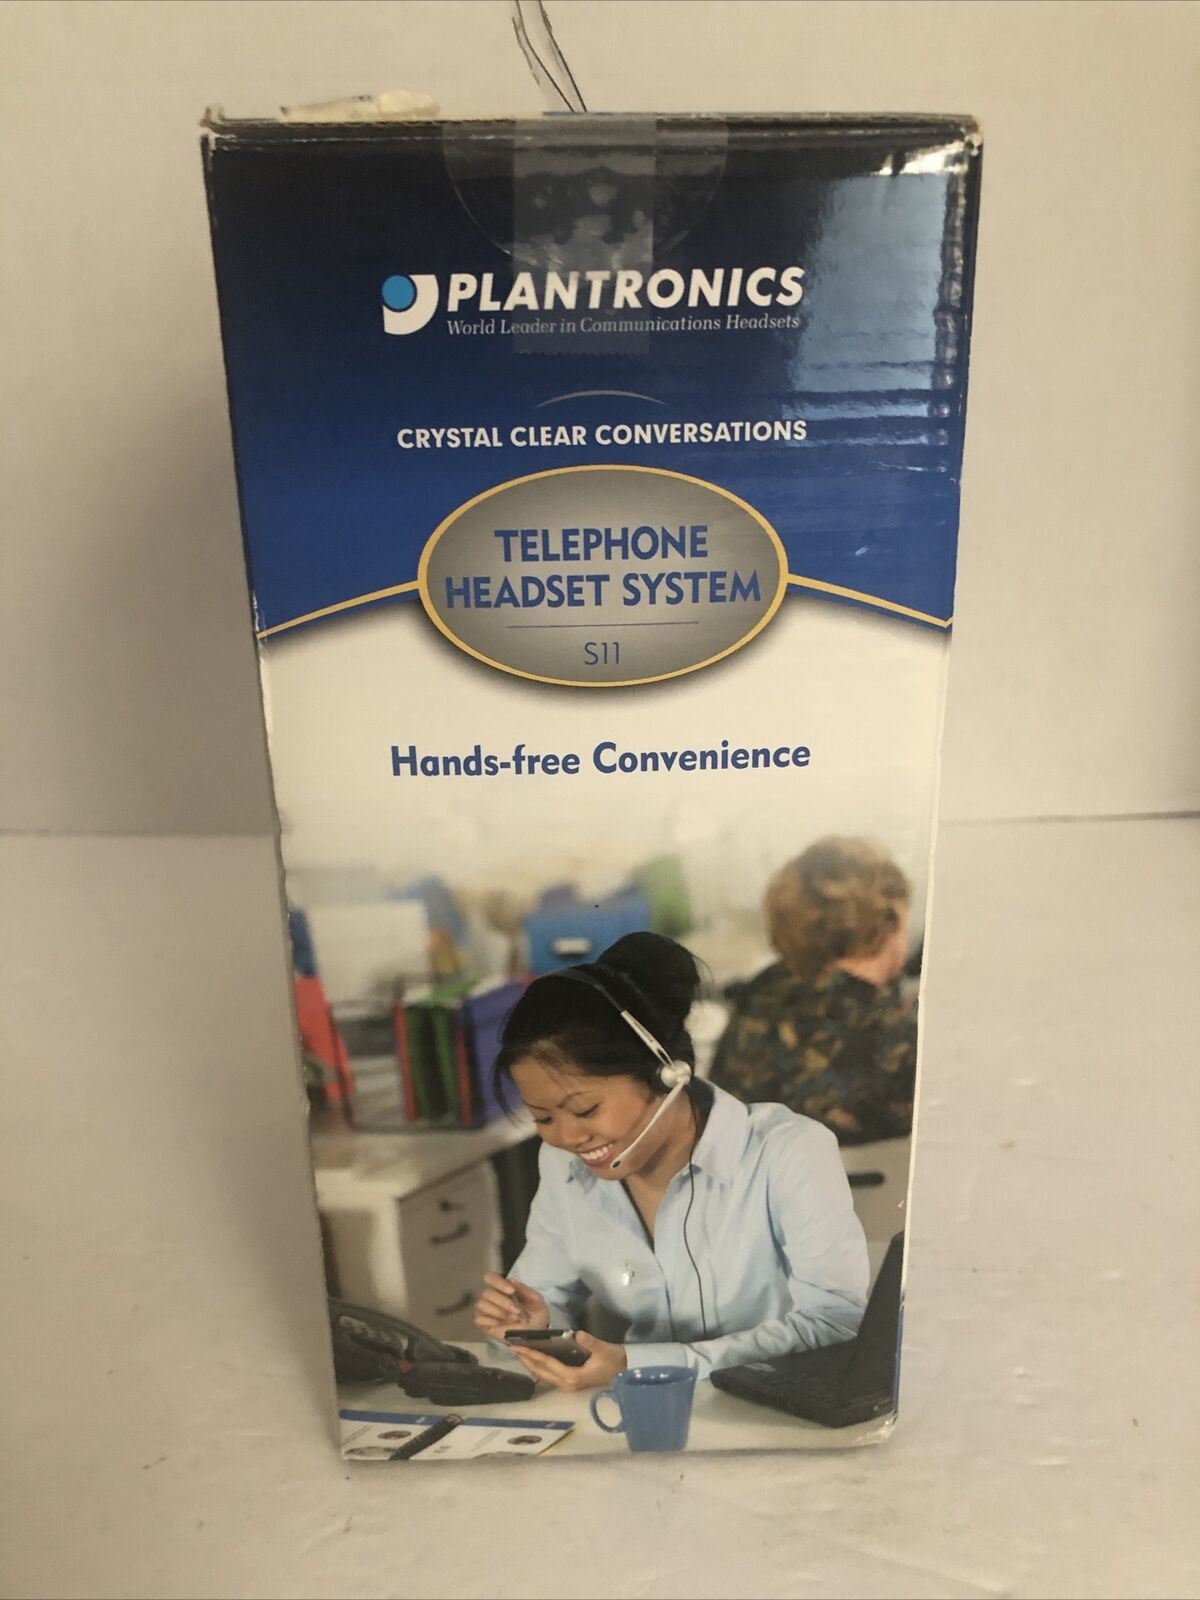 PLANTRONICS
World Leader in Communications Headsets
CRYSTAL CLEAR CONVERSATIONS
TELEPHONE
HEADSET SYSTEM
S11
Hands-free Convenience